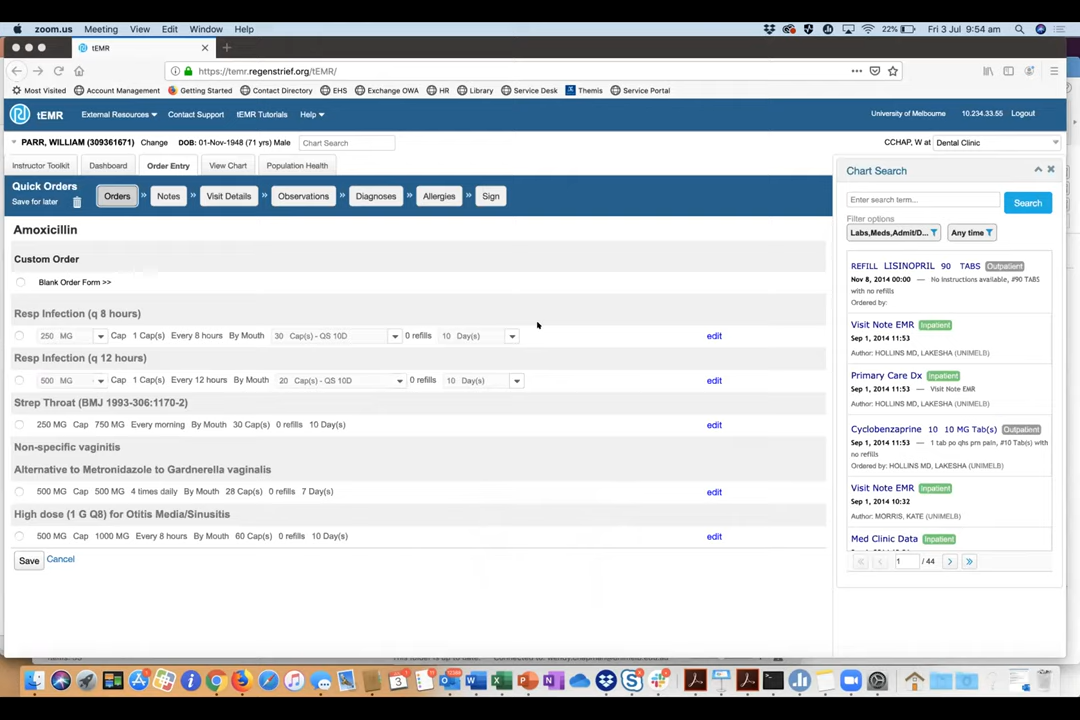 zoom.us Meeting View Edit Window Help 22% Fri 3 Jul 9:54 am
tEMR
https://temr.regenstrief.org/tEMR/
Most Visited Account Management Getting Started Contact Directory EHS Exchange OWA HR Library Service Desk Themis Service Portal
tEMR External Resources Contact Support tEMR Tutorials Help University of Melbourne 10.234.33.55 Logout
PARR, WILLIAM (309361671) Change DOB: 01-Nov-1948 (71 yrs) Male Chart Search CCHAP, W at Dental Clinic
Instructor Toolkit Dashboard Order Entry View Chart Population Health
Quick Orders
Save for later
Orders » Notes » Visit Details » Observations » Diagnoses » Allergies » Sign
Amoxicillin
Custom Order
Blank Order Form >>
Resp Infection (q 8 hours)
250 MG Cap 1 Cap(s) Every 8 hours By Mouth 30 Cap(s) - QS 10D 0 refills 10 Day(s) edit
Resp Infection (q 12 hours)
500 MG Cap 1 Cap(s) Every 12 hours By Mouth 20 Cap(s) - QS 10D 0 refills 10 Day(s) edit
Strep Throat (BMJ 1993-306:1170-2)
250 MG Cap 750 MG Every morning By Mouth 30 Cap(s) 0 refills 10 Day(s) edit
Non-specific vaginitis
Alternative to Metronidazole to Gardnerella vaginalis
500 MG Cap 500 MG 4 times daily By Mouth 28 Cap(s) 0 refills 7 Day(s) edit
High dose (1 G Q8) for Otitis Media/Sinusitis
500 MG Cap 1000 MG Every 8 hours By Mouth 60 Cap(s) 0 refills 10 Day(s) edit
Save Cancel
Chart Search
Enter search term... Search
Filter options
Labs,Meds,Admit/D... Any time
REFILL LISINOPRIL 90 TABS Outpatient
Nov 8, 2014 00:00 — No instructions available, #90 TABS
with no refills
Ordered by:
Visit Note EMR Inpatient
Sep 1, 2014 11:53
Author: HOLLINS MD, LAKESHA (UNIMELB)
Primary Care Dx Inpatient
Sep 1, 2014 11:53 — Visit Note EMR
Author: HOLLINS MD, LAKESHA (UNIMELB)
Cyclobenzaprine 10 10 MG Tab(s) Outpatient
Sep 1, 2014 11:53 — 1 tab po qhs prn pain, #10 Tab(s) with
no refills
Ordered by: HOLLINS MD, LAKESHA (UNIMELB)
Visit Note EMR Inpatient
Sep 1, 2014 10:32
Author: MORRIS, KATE (UNIMELB)
Med Clinic Data Inpatient
« ‹ 1 / 44 › »